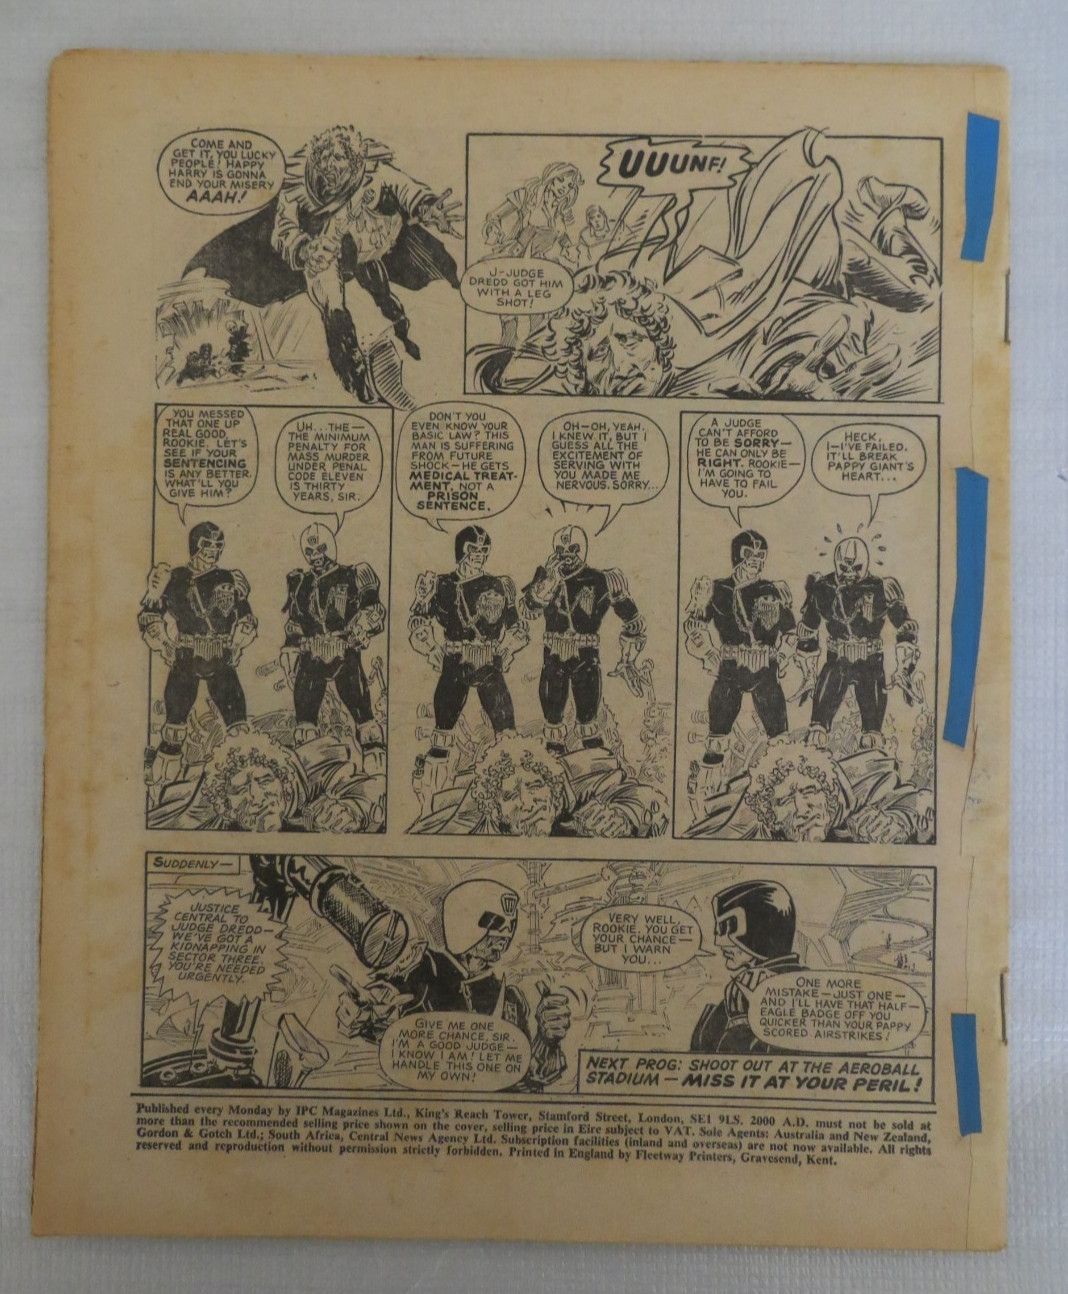 COME AND
GET IT, YOU LUCKY
PEOPLE! HAPPY
HARRY IS GONNA
END YOUR MISERY
AAAH!
UUUNF!
J-JUDGE
DREDD GOT HIM
WITH A LEG
SHOT!
YOU MESSED
THAT ONE UP
REAL GOOD,
ROOKIE. LET'S
SEE IF YOUR
SENTENCING
IS ANY BETTER.
WHAT'LL YOU
GIVE HIM?
UH... THE—
THE MINIMUM
PENALTY FOR
MASS MURDER
UNDER PENAL
CODE ELEVEN
IS THIRTY
YEARS, SIR.
DON'T YOU
EVEN KNOW YOUR
BASIC LAW? THIS
MAN IS SUFFERING
FROM FUTURE
SHOCK—HE GETS
MEDICAL TREAT-
MENT, NOT A
PRISON
SENTENCE.
OH-OH, YEAH.
I KNEW IT, BUT I
GUESS ALL THE
EXCITEMENT OF
SERVING WITH
YOU MADE ME
NERVOUS. SORRY...
A JUDGE
CAN'T AFFORD
TO BE SORRY—
HE CAN ONLY BE
RIGHT. ROOKIE—
I'M GOING TO
HAVE TO FAIL
YOU.
HECK,
I-I'VE FAILED.
IT'LL BREAK
PAPPY GIANT'S
HEART...
SUDDENLY—
JUSTICE
CENTRAL TO
JUDGE DREDD—
WE'VE GOT A
KIDNAPPING IN
SECTOR THREE.
YOU'RE NEEDED
URGENTLY.
GIVE ME ONE
MORE CHANCE, SIR.
I'M A GOOD JUDGE—
I KNOW I AM! LET ME
HANDLE THIS ONE ON
MY OWN!
VERY WELL,
ROOKIE. YOU GET
YOUR CHANCE—
BUT I WARN
YOU...
ONE MORE
MISTAKE—JUST ONE—
AND I'LL HAVE THAT HALF-
EAGLE BADGE OFF YOU
QUICKER THAN YOUR PAPPY
SCORED AIRSTRIKES!
NEXT PROG: SHOOT OUT AT THE AEROBALL
STADIUM — MISS IT AT YOUR PERIL!
Published every Monday by IPC Magazines Ltd., King's Reach Tower, Stamford Street, London, SE1 9LS. 2000 A.D. must not be sold at
more than the recommended selling price shown on the cover, selling price in Eire subject to VAT. Sole Agents: Australia and New Zealand,
Gordon & Gotch Ltd.; South Africa, Central News Agency Ltd. Subscription facilities (inland and overseas) are not now available. All rights
reserved and reproduction without permission strictly forbidden. Printed in England by Fleetway Printers, Gravesend, Kent.